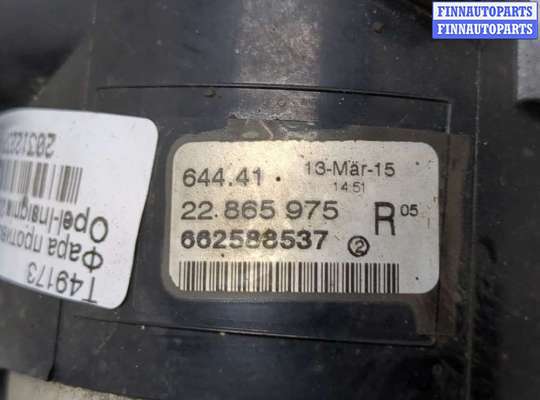 FINNAUTOPARTS
FINNAUTOPARTS
FINNAUTOPARTS
644.41 · 13-Mär-15
14:51
22.865 975 R 05
662588537 2
T49173
Фара против
Opel-Insignia